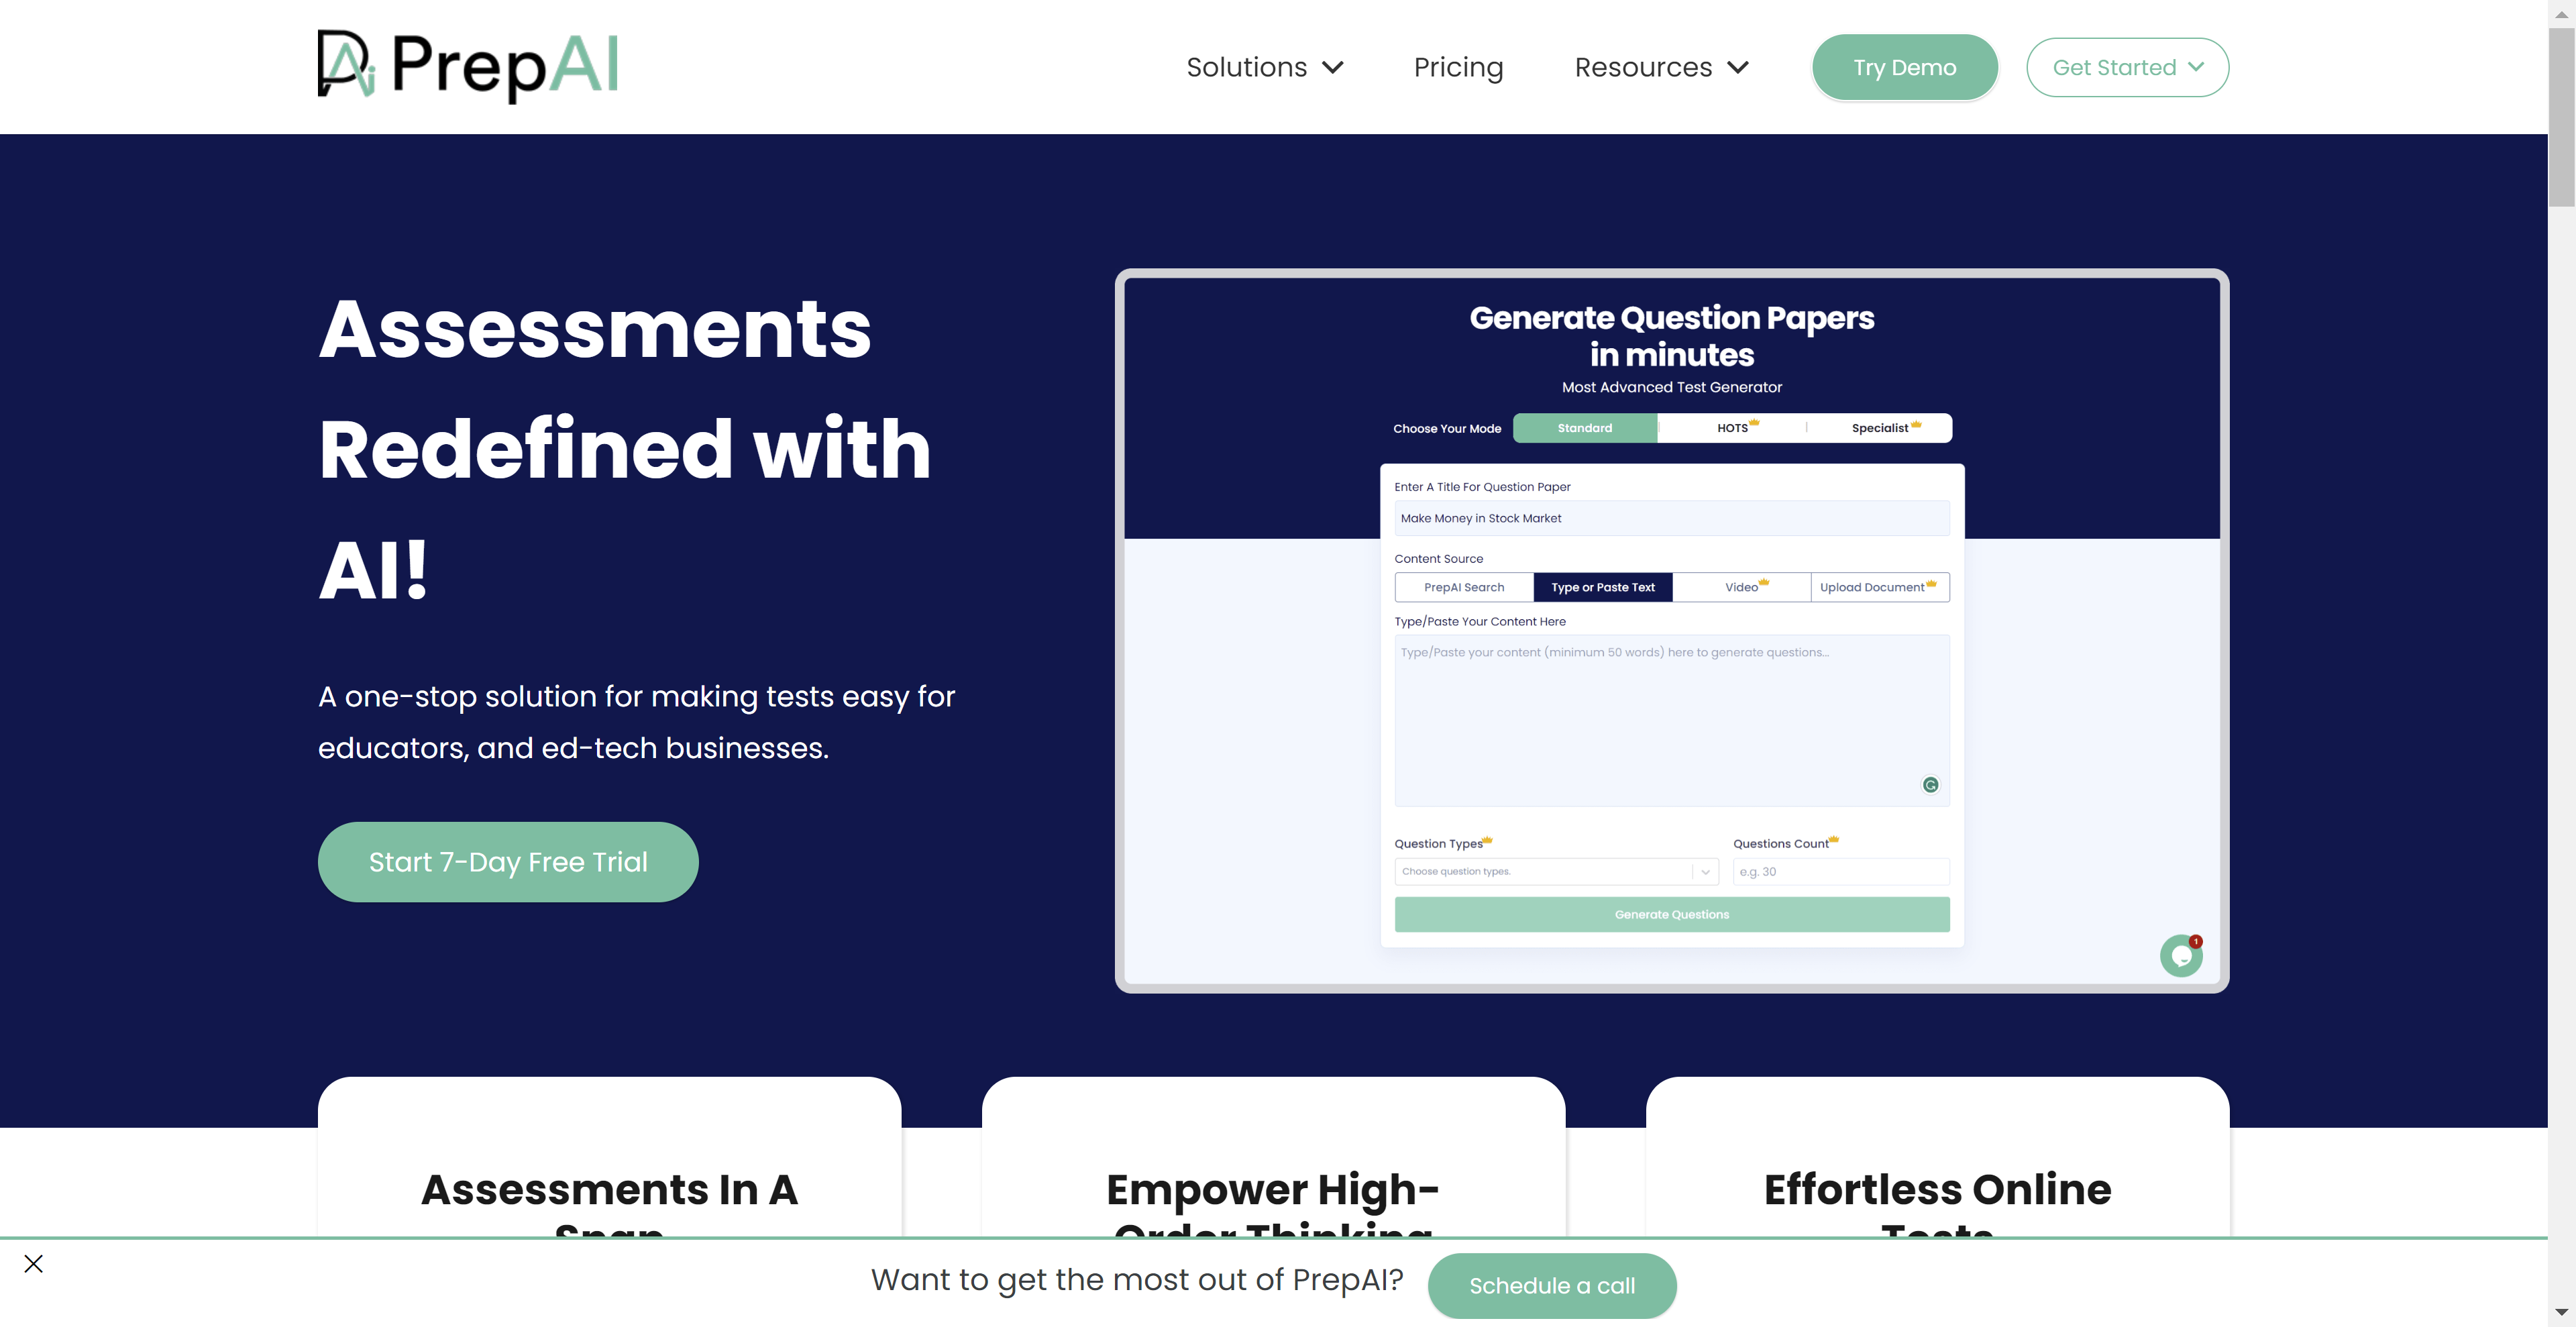 PrepAI
Solutions
Pricing
Resources
Try Demo
Get Started
Assessments
Redefined with
AI!
A one-stop solution for making tests easy for
educators, and ed-tech businesses.
Start 7-Day Free Trial
Generate Question Papers
in minutes
Most Advanced Test Generator
Choose Your Mode
Standard
HOTS
Specialist
Enter A Title For Question Paper
Make Money in Stock Market
Content Source
PrepAI Search
Type or Paste Text
Video
Upload Document
Type/Paste Your Content Here
Type/Paste your content (minimum 50 words) here to generate questions...
Question Types
Questions Count
Choose question types.
e.g. 30
Generate Questions
1
Assessments In A
Snap
Empower High-
Order Thinking
Effortless Online
Tests
Want to get the most out of PrepAI?
Schedule a call